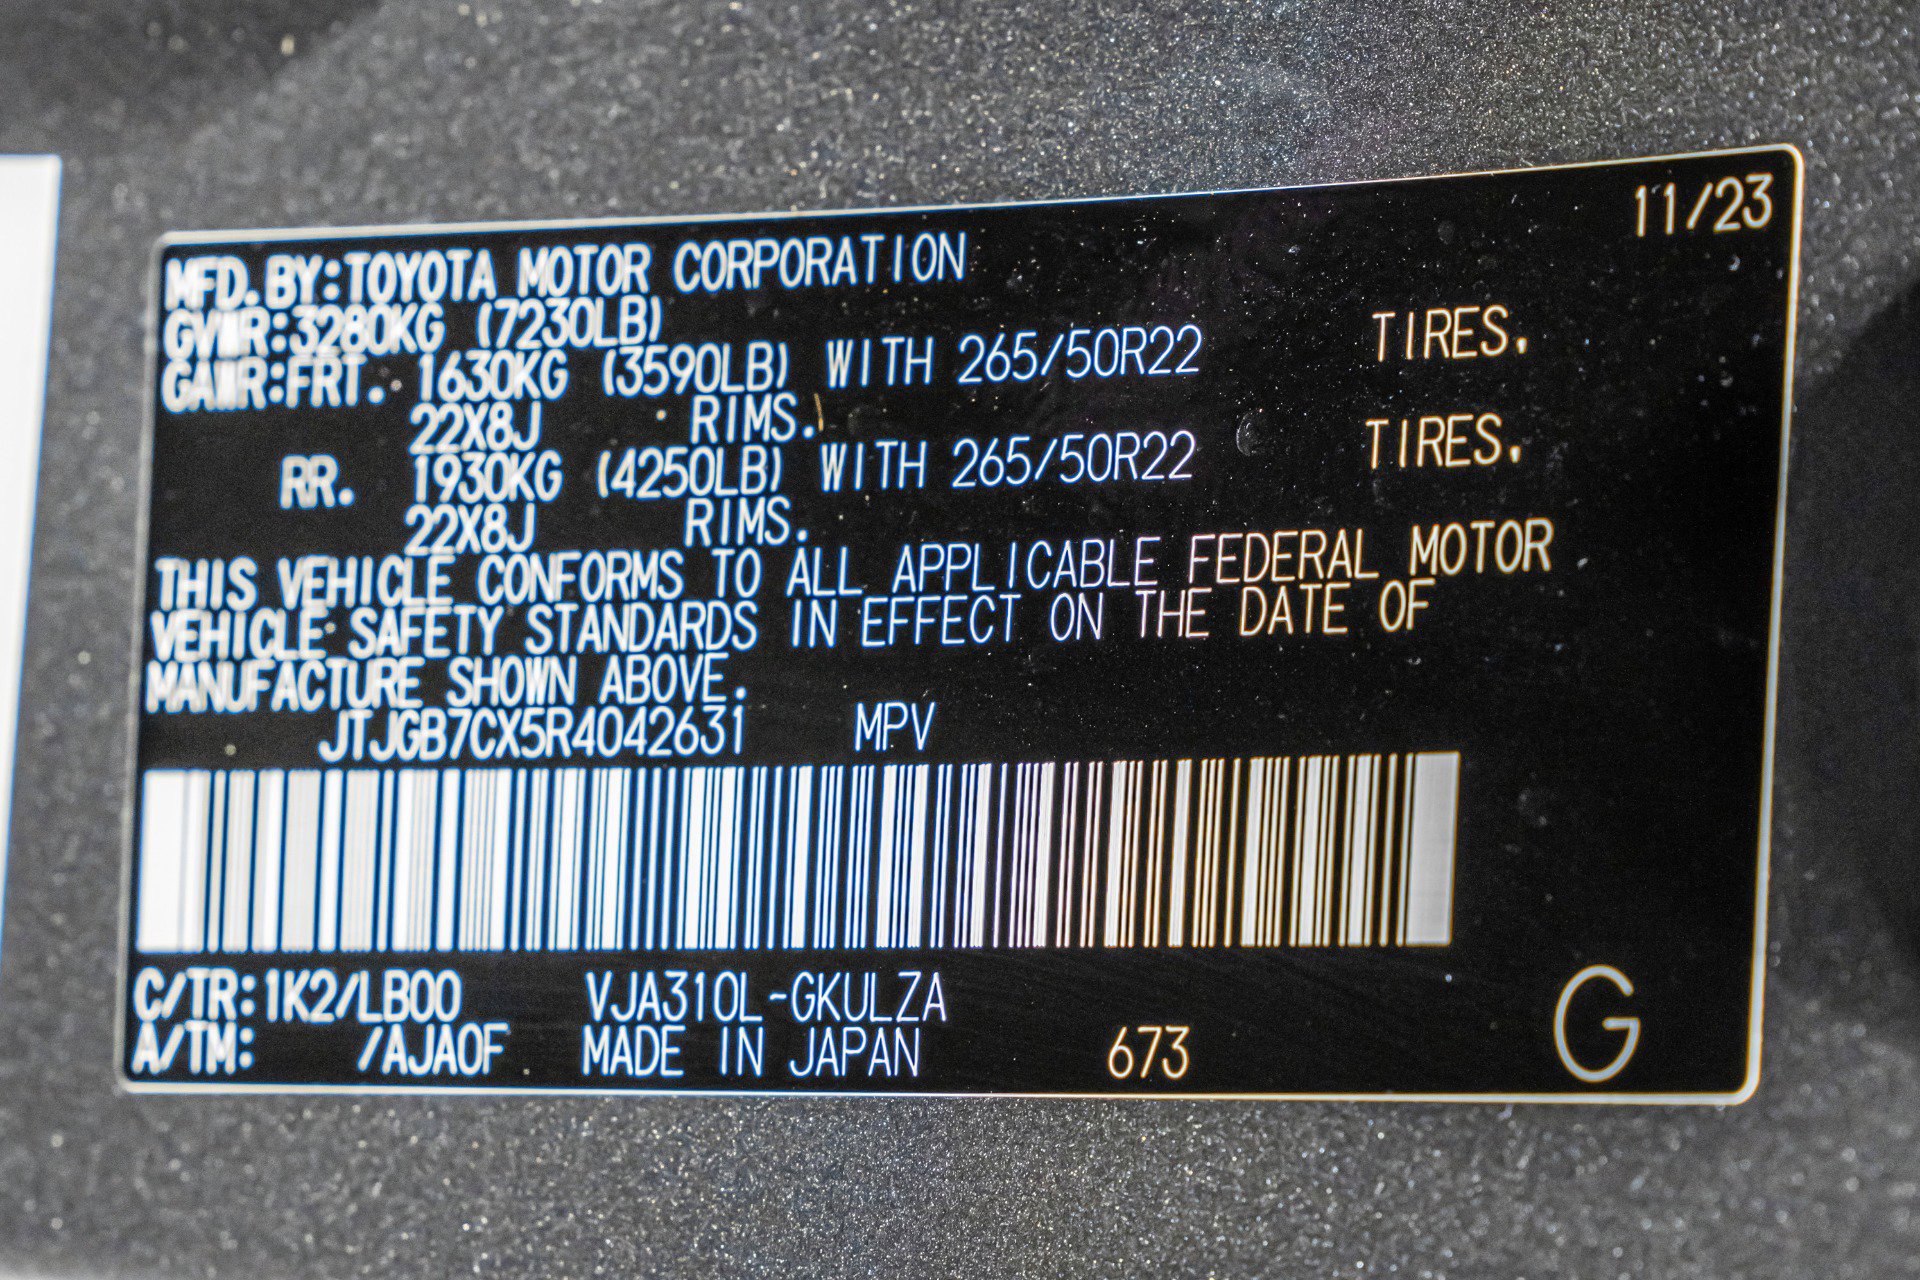 11/23
MFD. BY:TOYOTA MOTOR CORPORATION
GVWR:3280KG (7230LB)
GAWR:FRT. 1630KG (3590LB) WITH 265/50R22 TIRES.
22X8J RIMS.
RR. 1930KG (4250LB) WITH 265/50R22 TIRES.
22X8J RIMS.
THIS VEHICLE CONFORMS TO ALL APPLICABLE FEDERAL MOTOR
VEHICLE SAFETY STANDARDS IN EFFECT ON THE DATE OF
MANUFACTURE SHOWN ABOVE.
JTJGB7CX5R4042631 MPV
C/TR:1K2/LB00 VJA310L-GKULZA
A/TM: /AJA0F MADE IN JAPAN 673 G